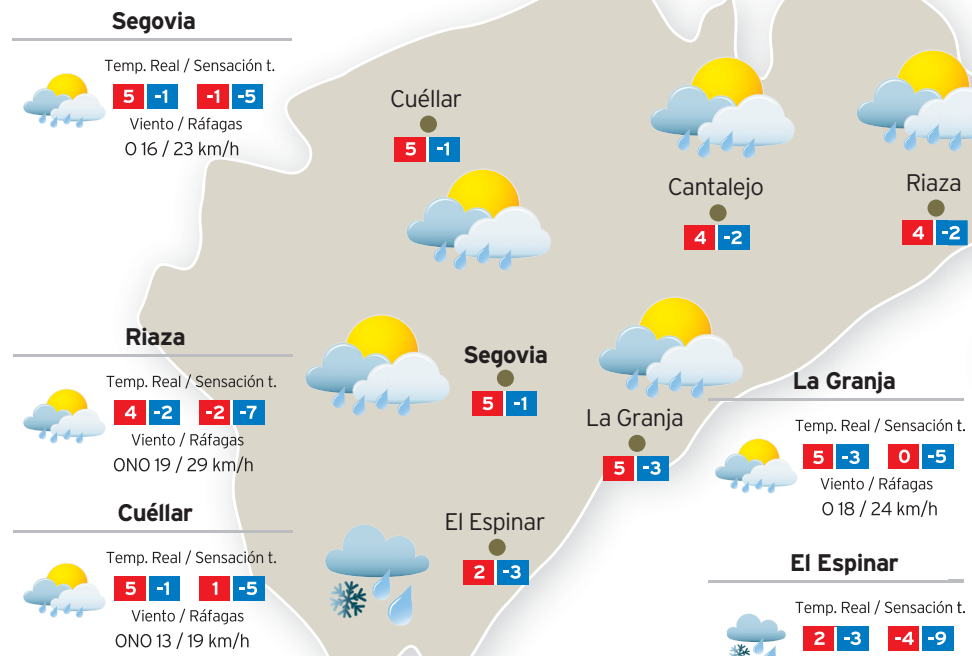 Segovia
Temp. Real / Sensación t.
5 -1 -1 -5
Viento / Ráfagas
O 16 / 23 km/h
Cuéllar
5 -1
Cantalejo
4 -2
Riaza
4 -2
Riaza
Temp. Real / Sensación t.
4 -2 -2 -7
Viento / Ráfagas
ONO 19 / 29 km/h
Segovia
5 -1
La Granja
5 -3
La Granja
Temp. Real / Sensación t.
5 -3 0 -5
Viento / Ráfagas
O 18 / 24 km/h
Cuéllar
Temp. Real / Sensación t.
5 -1 1 -5
Viento / Ráfagas
ONO 13 / 19 km/h
El Espinar
2 -3
El Espinar
Temp. Real / Sensación t.
2 -3 -4 -9